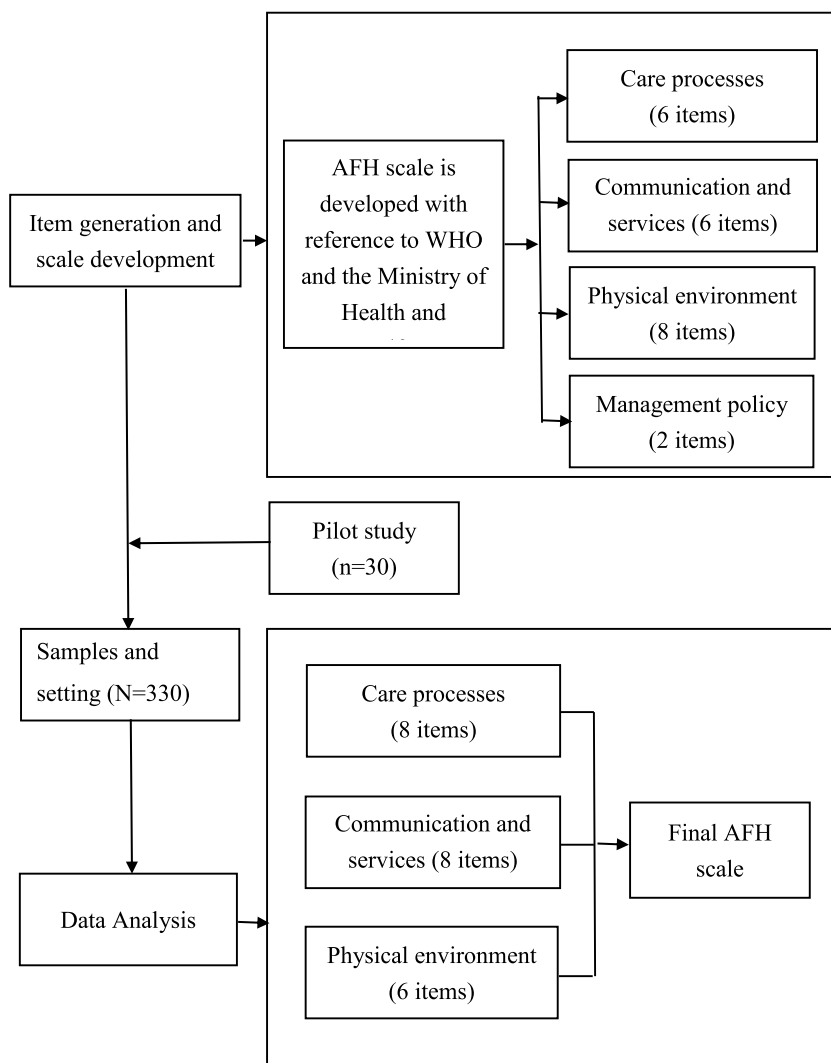 Care processes
(6 items)
AFH scale is
developed with
reference to WHO
and the Ministry of
Health and
Communication and
services (6 items)
Item generation and
scale development
Physical environment
(8 items)
Management policy
(2 items)
Pilot study
(n=30)
Samples and
setting (N=330)
Care processes
(8 items)
Communication and
services (8 items)
Final AFH
scale
Data Analysis
Physical environment
(6 items)